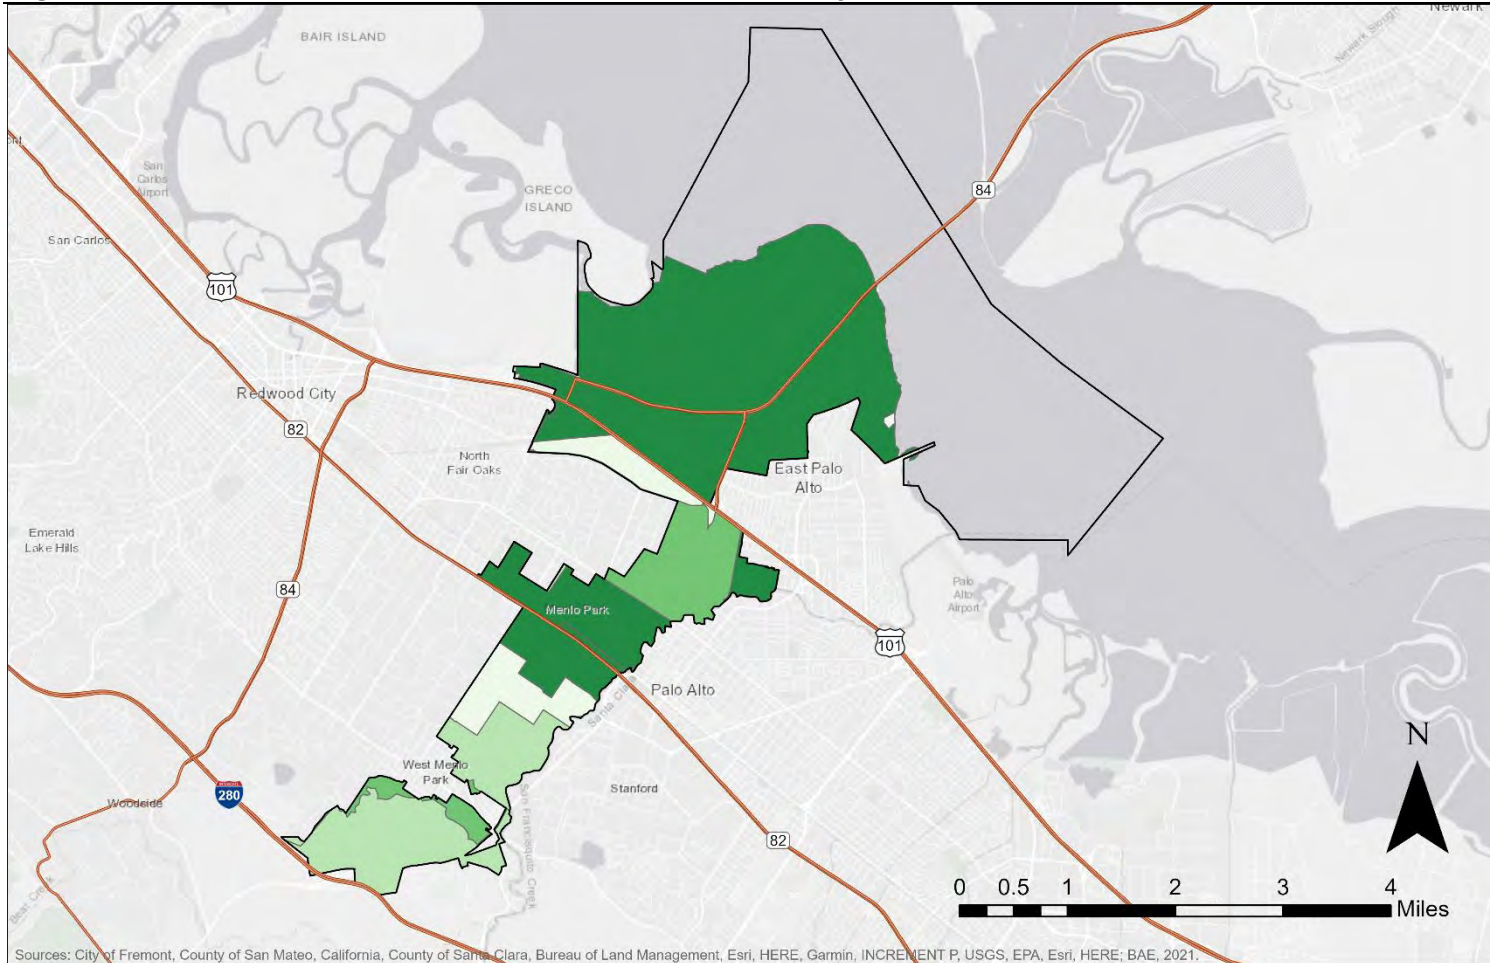 Newark
BAIR ISLAND
Newark Slough
San
Carlos
Airport
GRECO
ISLAND
84
San Carlos
101
Redwood City
82
North
Fair Oaks
East Palo
Alto
Emerald
Lake Hills
84
Palo
Alto
Airport
Menlo Park
101
Palo Alto
Santa Clara
N
West Menlo
Park
Stanford
280
Woodside
San Francisquito Creek
82
Bear Creek
0 0.5 1 2 3 4
Miles
Sources: City of Fremont, County of San Mateo, California, County of Santa Clara, Bureau of Land Management, Esri, HERE, Garmin, INCREMENT P, USGS, EPA, Esri, HERE; BAE, 2021.